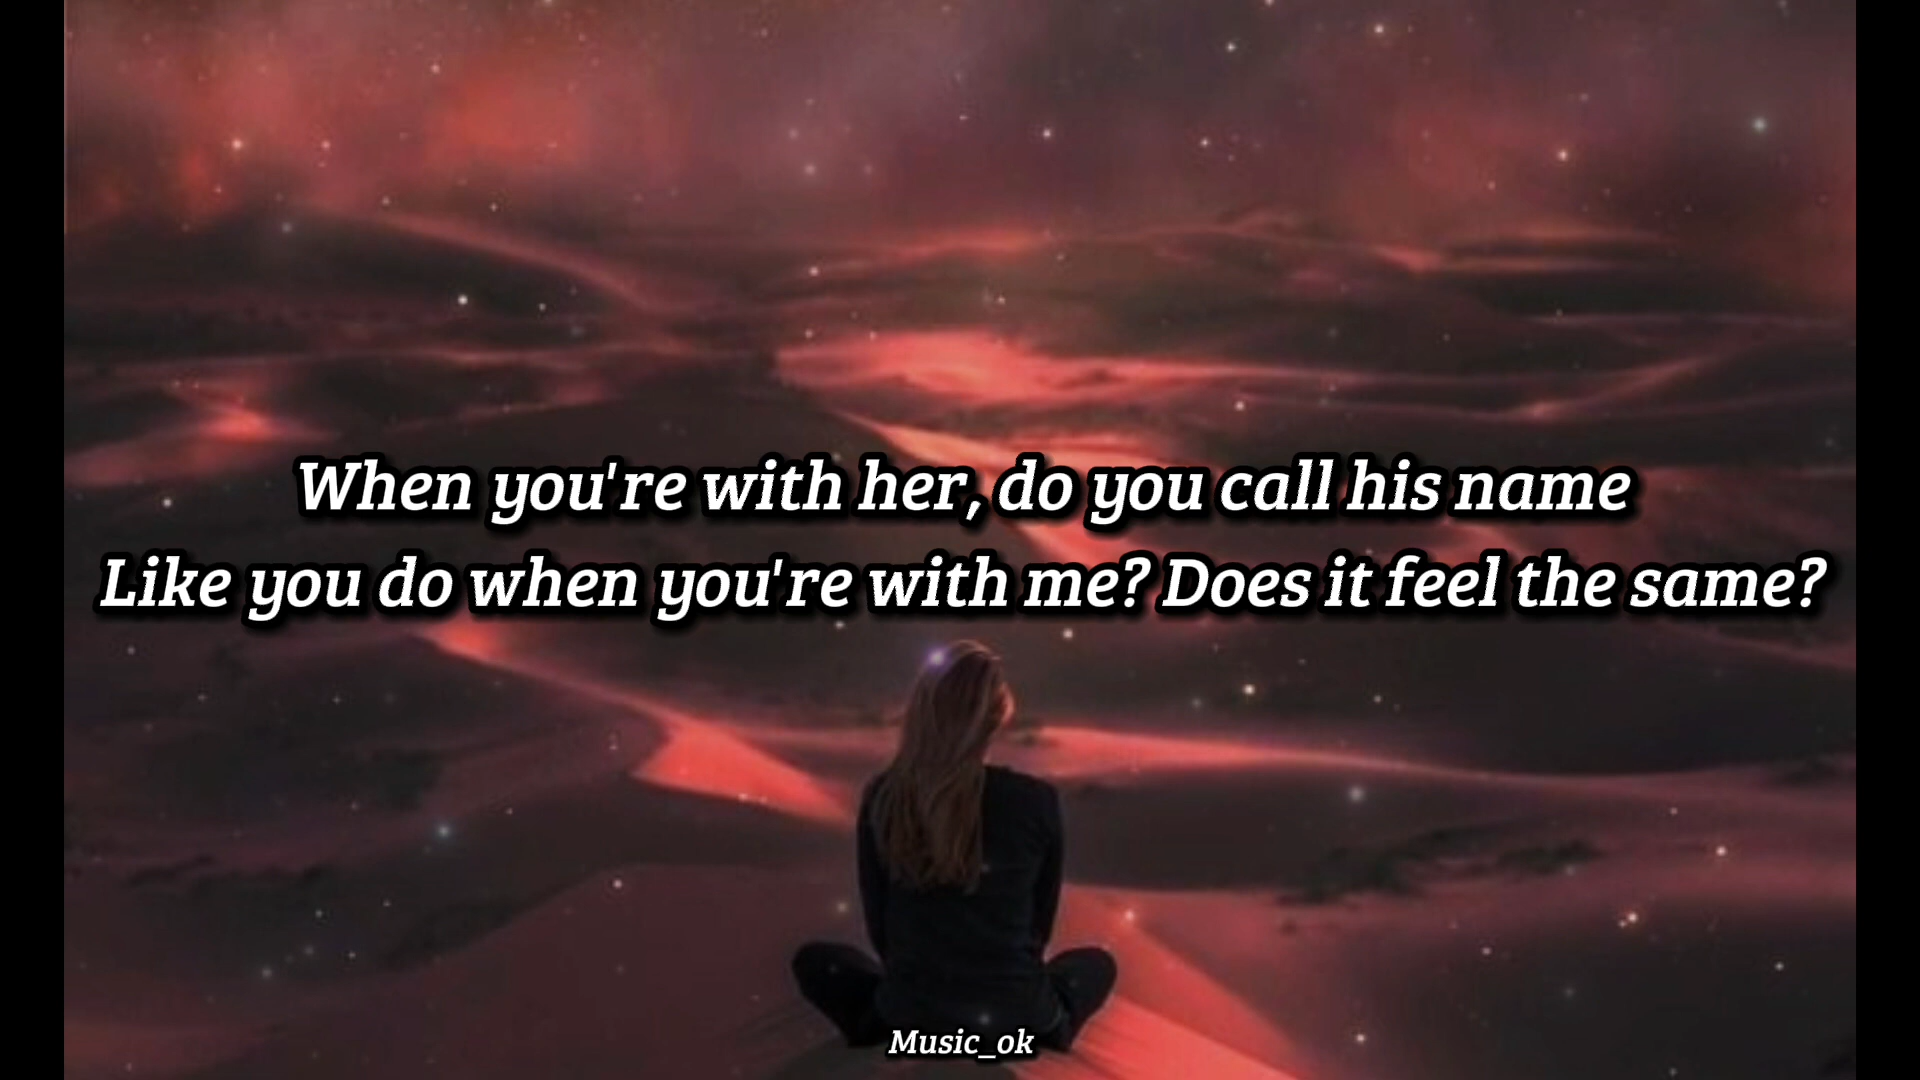 When you're with her, do you call his name
Like you do when you're with me? Does it feel the same?
Music_ok